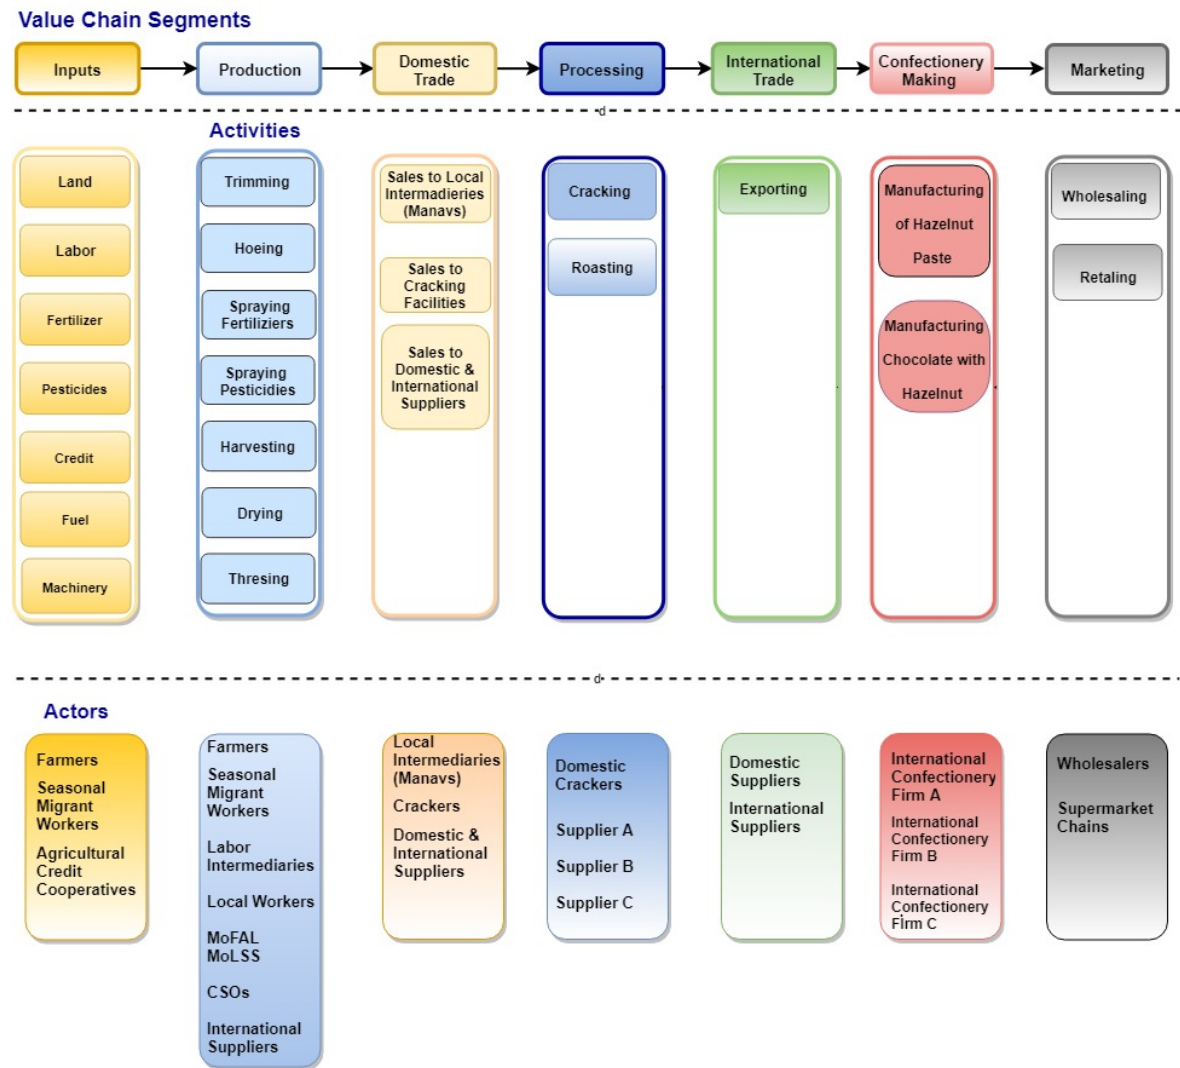 Value Chain Segments
Inputs
Production
Domestic
Trade
Processing
International
Trade
Confectionery
Making
Marketing
d
Activities
Land
Labor
Fertilizer
Pesticides
Credit
Fuel
Machinery
Trimming
Hoeing
Spraying
Fertiliziers
Spraying
Pesticidies
Harvesting
Drying
Thresing
Sales to Local
Intermadieries
(Manavs)
Sales to
Cracking
Facilities
Sales to
Domestic &
International
Suppliers
Cracking
Roasting
Exporting
Manufacturing
of Hazelnut
Paste
Manufacturing
Chocolate with
Hazelnut
Wholesaling
Retaling
d
Actors
Farmers
Seasonal
Migrant
Workers
Agricultural
Credit
Cooperatives
Farmers
Seasonal
Migrant
Workers
Labor
Intermediaries
Local Workers
MoFAL
MoLSS
CSOs
International
Suppliers
Local
Intermediaries
(Manavs)
Crackers
Domestic &
International
Suppliers
Domestic
Crackers
Supplier A
Supplier B
Supplier C
Domestic
Suppliers
International
Suppliers
International
Confectionery
Firm A
International
Confectionery
Firm B
International
Confectionery
Firm C
Wholesalers
Supermarket
Chains